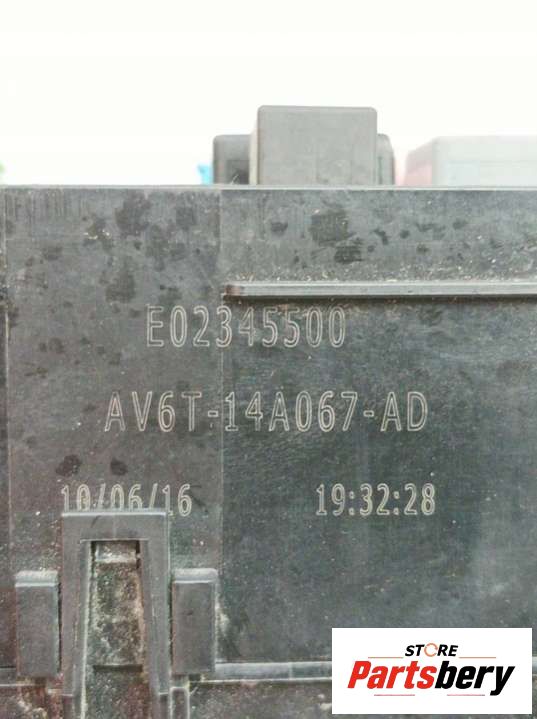 E02345500
AV6T-14A067-AD
10/06/16
19:32:28
STORE
Partsbery